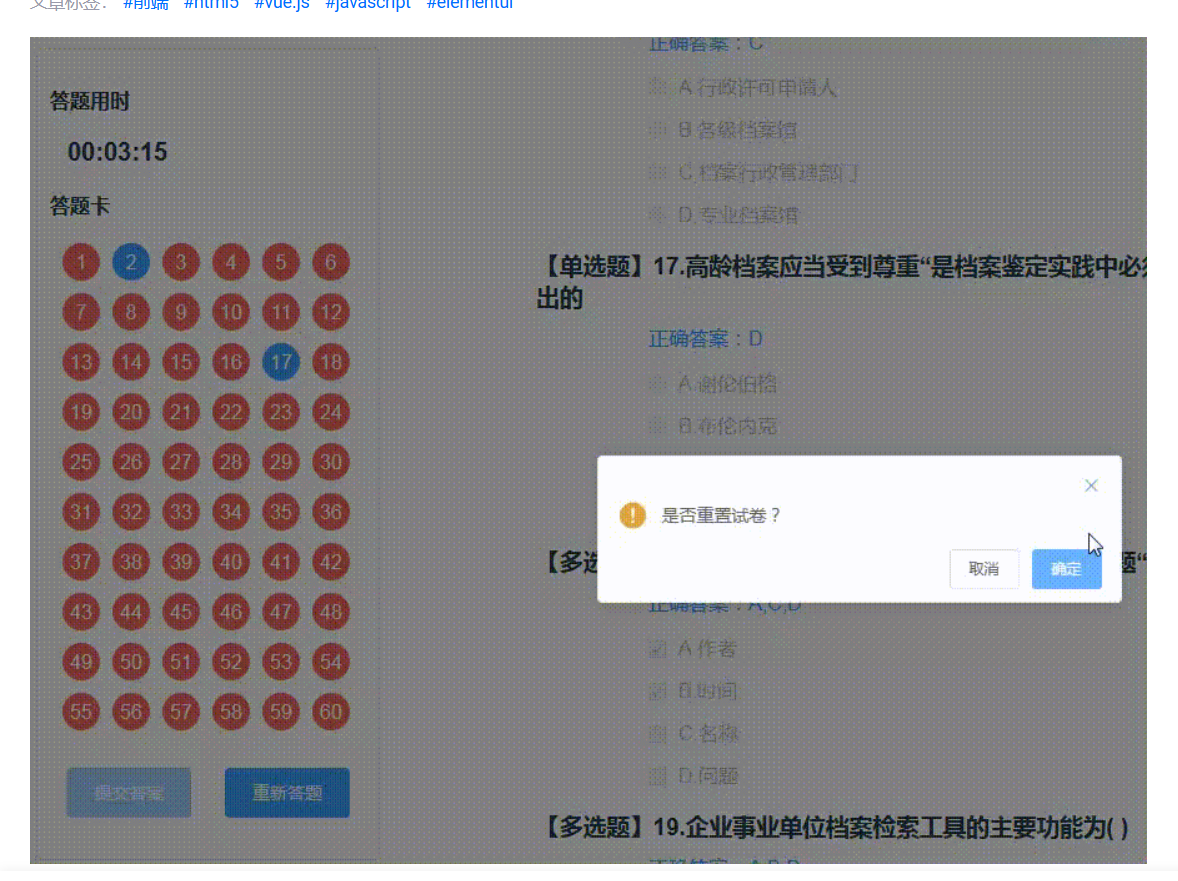 文章标签： #前端 #html5 #vue.js #javascript #elementui
答题用时
00:03:15
答题卡
1 2 3 4 5 6
7 8 9 10 11 12
13 14 15 16 17 18
19 20 21 22 23 24
25 26 27 28 29 30
31 32 33 34 35 36
37 38 39 40 41 42
43 44 45 46 47 48
49 50 51 52 53 54
55 56 57 58 59 60
提交答案 重新答题
正确答案：C
A.行政许可申请人
B.各级档案馆
C.档案行政管理部门
D.专业档案馆
【单选题】17.高龄档案应当受到尊重“是档案鉴定实践中必须
出的
正确答案：D
A.谢伦伯格
B.布伦内克
是否重置试卷？
取消 确定
【多选 题“
正确答案：A,C,D
A.作者
B.时间
C.名称
D.问题
【多选题】19.企业事业单位档案检索工具的主要功能为( )
正确答案：A,B,D